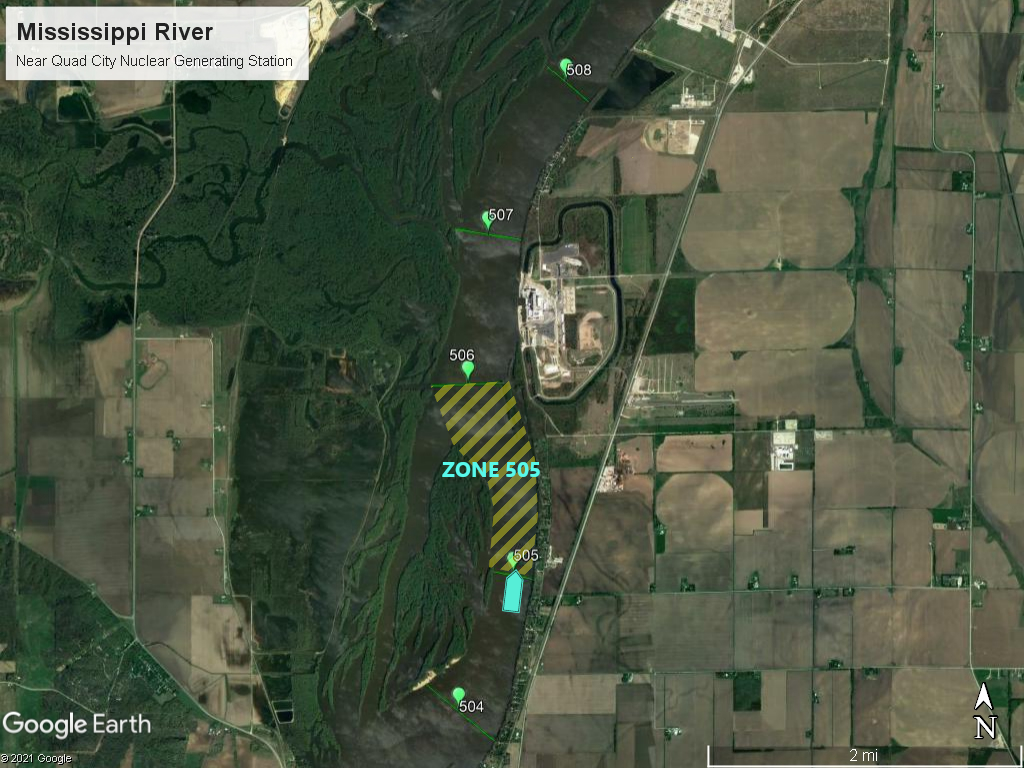 Mississippi River
Near Quad City Nuclear Generating Station
508
507
506
ZONE 505
505
504
N
Google Earth
2 mi
© 2021 Google